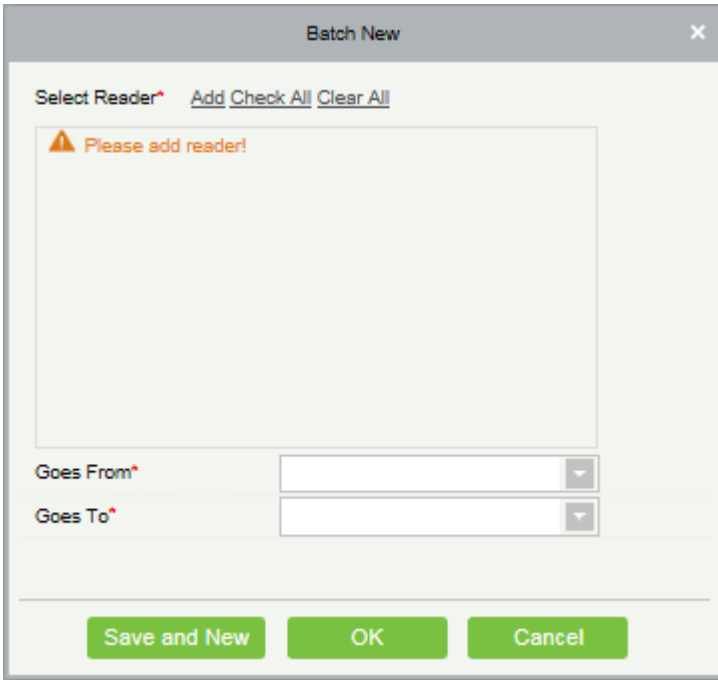 Batch New
Select Reader* Add Check All Clear All
Please add reader!
Goes From*
Goes To*
Save and New OK Cancel